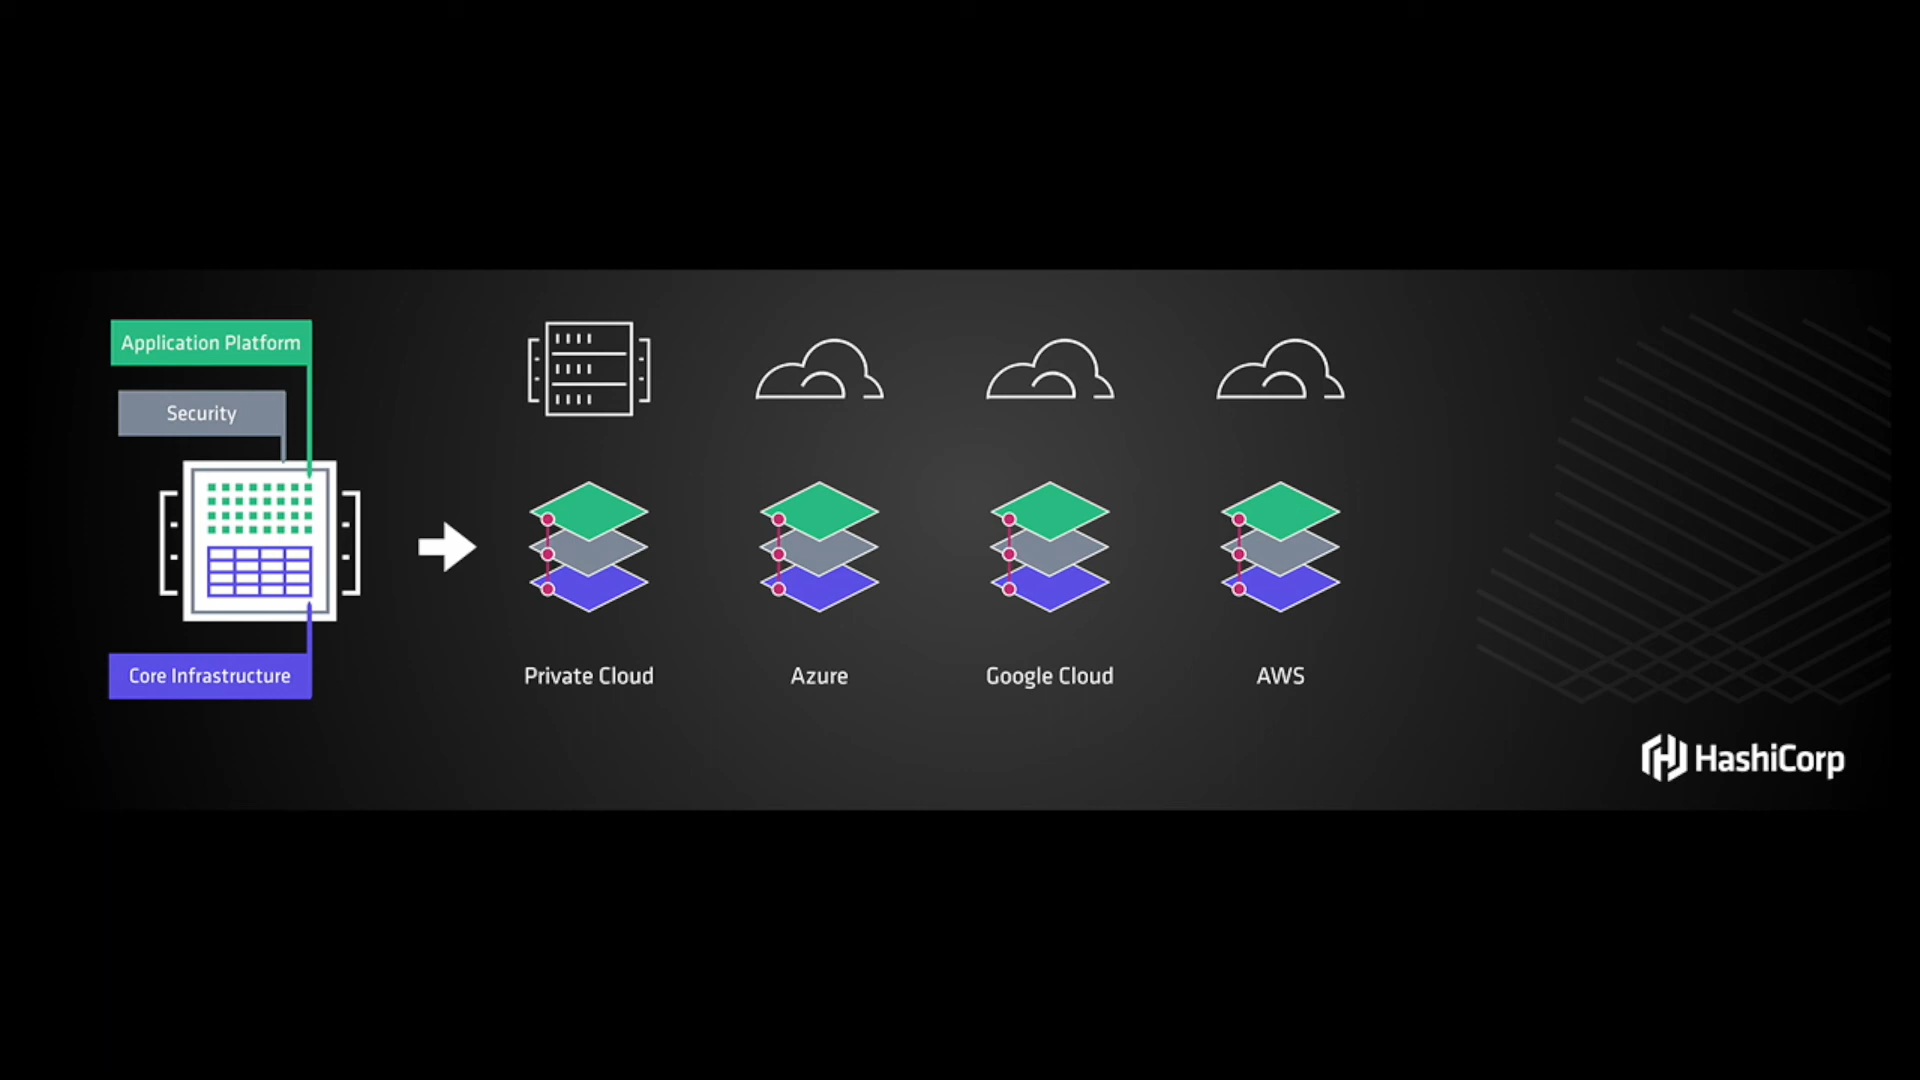 Application Platform
Security
Core Infrastructure
Private Cloud
Azure
Google Cloud
AWS
HashiCorp